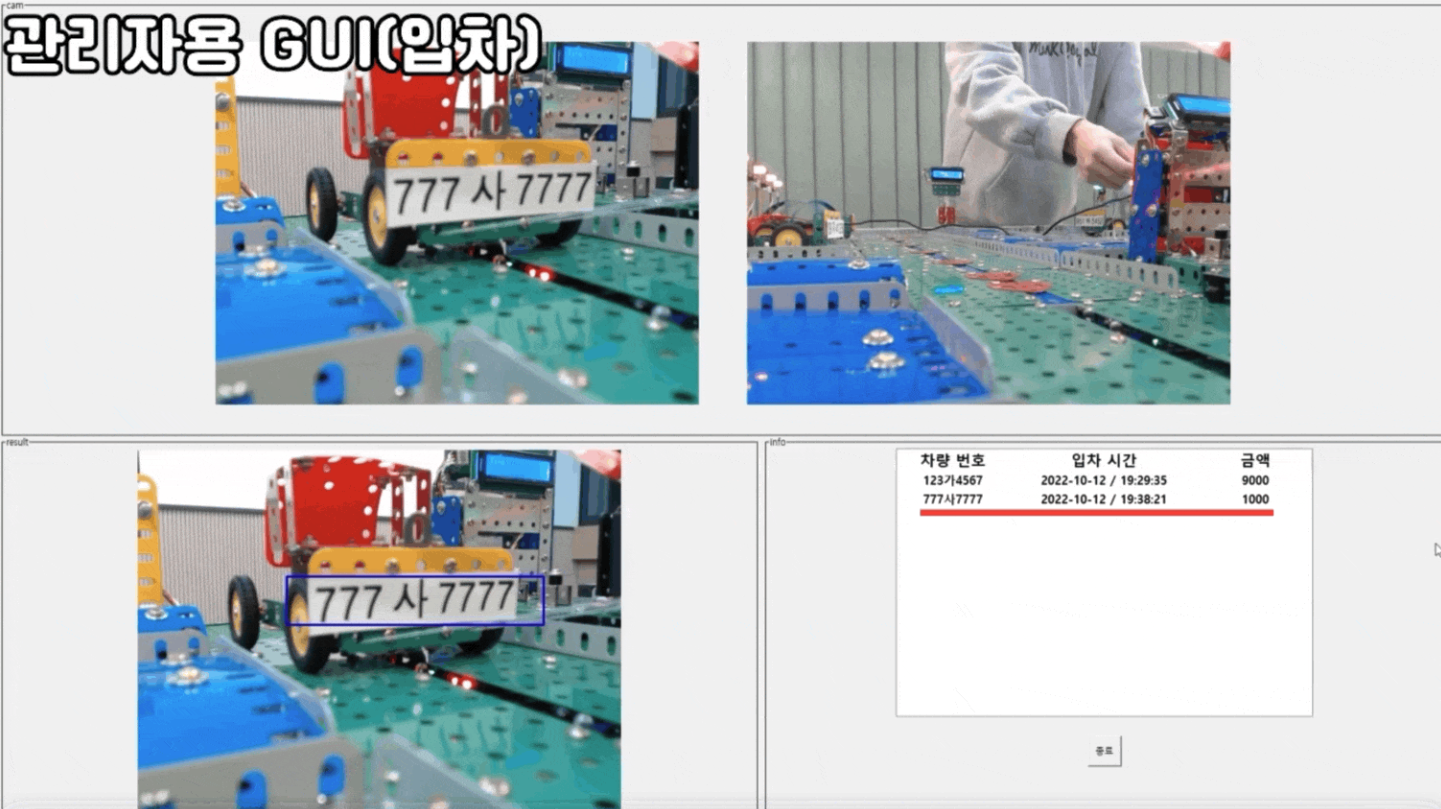 cam
관리자용 GUI(입차)
777 사 7777
result
777 사 7777
info
차량 번호 입차 시간 금액
123가4567 2022-10-12 / 19:29:35 9000
777사7777 2022-10-12 / 19:38:21 1000
종료